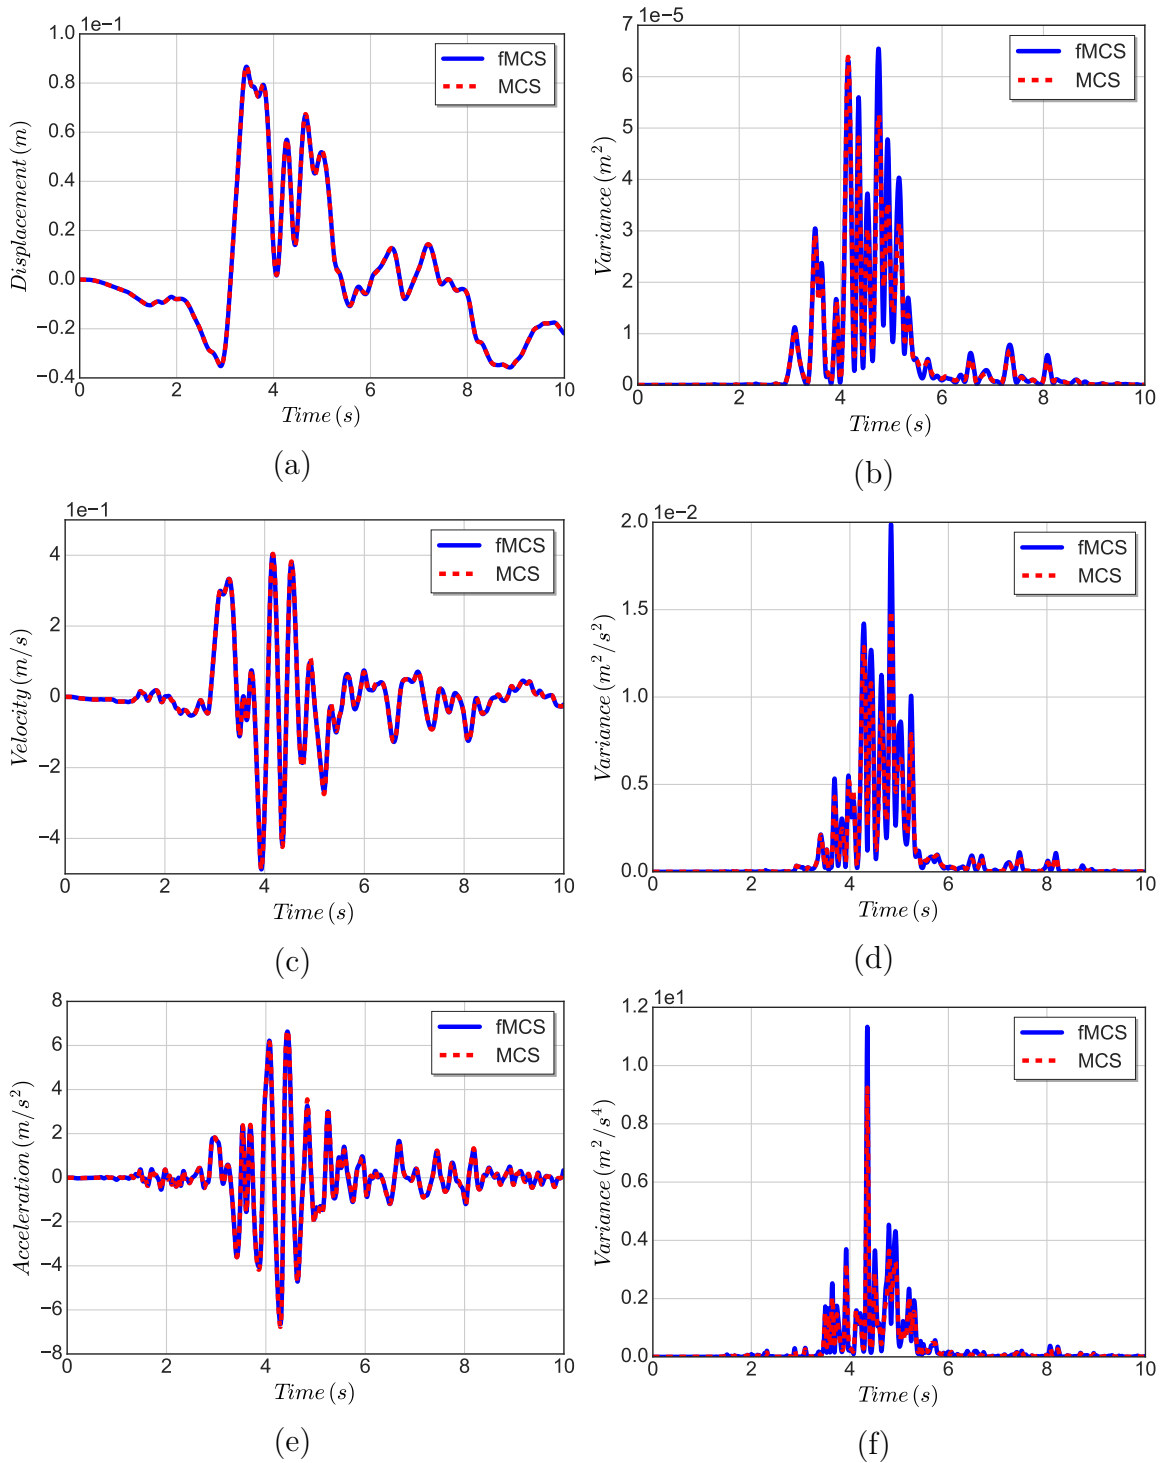 1e−1
1.0
0.8
0.6
0.4
0.2
0.0
−0.2
−0.4
0 2 4 6 8 10
Displacement (m)
Time (s)
fMCS
MCS
(a)
1e−5
7
6
5
4
3
2
1
0
0 2 4 6 8 10
Variance (m²)
Time (s)
fMCS
MCS
(b)
1e−1
4
2
0
−2
−4
0 2 4 6 8 10
Velocity (m/s)
Time (s)
fMCS
MCS
(c)
1e−2
2.0
1.5
1.0
0.5
0.0
0 2 4 6 8 10
Variance (m²/s²)
Time (s)
fMCS
MCS
(d)
8
6
4
2
0
−2
−4
−6
−8
0 2 4 6 8 10
Acceleration (m/s²)
Time (s)
fMCS
MCS
(e)
1e1
1.2
1.0
0.8
0.6
0.4
0.2
0.0
0 2 4 6 8 10
Variance (m²/s⁴)
Time (s)
fMCS
MCS
(f)